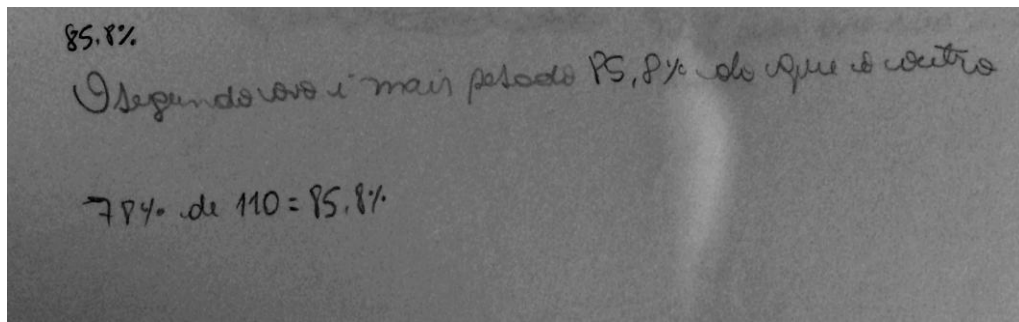 85.8%
O segundo ovo é mais pesado 85,8% do que o outro
78% de 110 = 85.8%